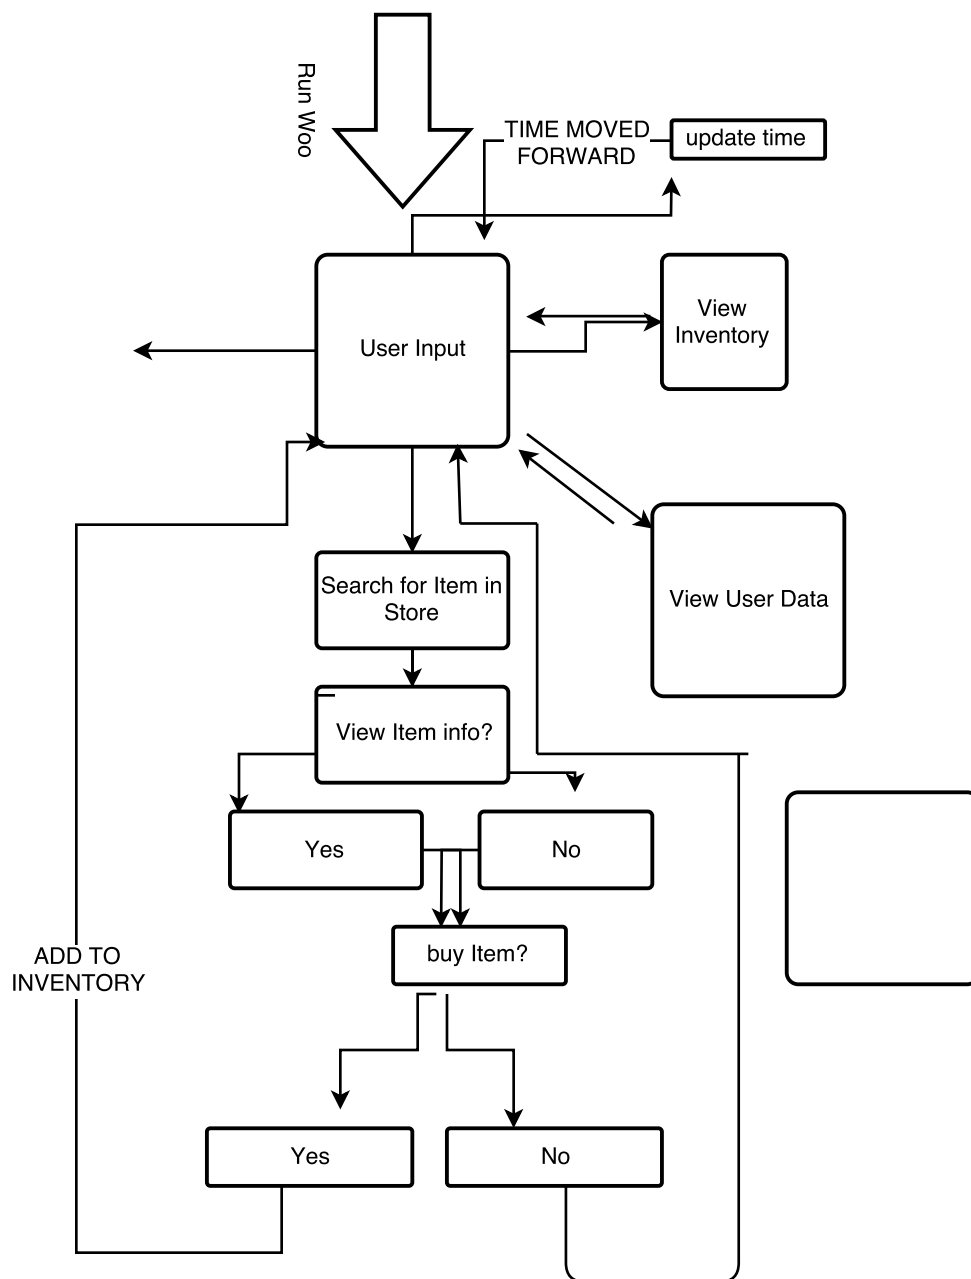 Run Woo
TIME MOVED
FORWARD
update time
User Input
View
Inventory
Search for Item in
Store
View User Data
View Item info?
Yes
No
buy Item?
ADD TO
INVENTORY
Yes
No